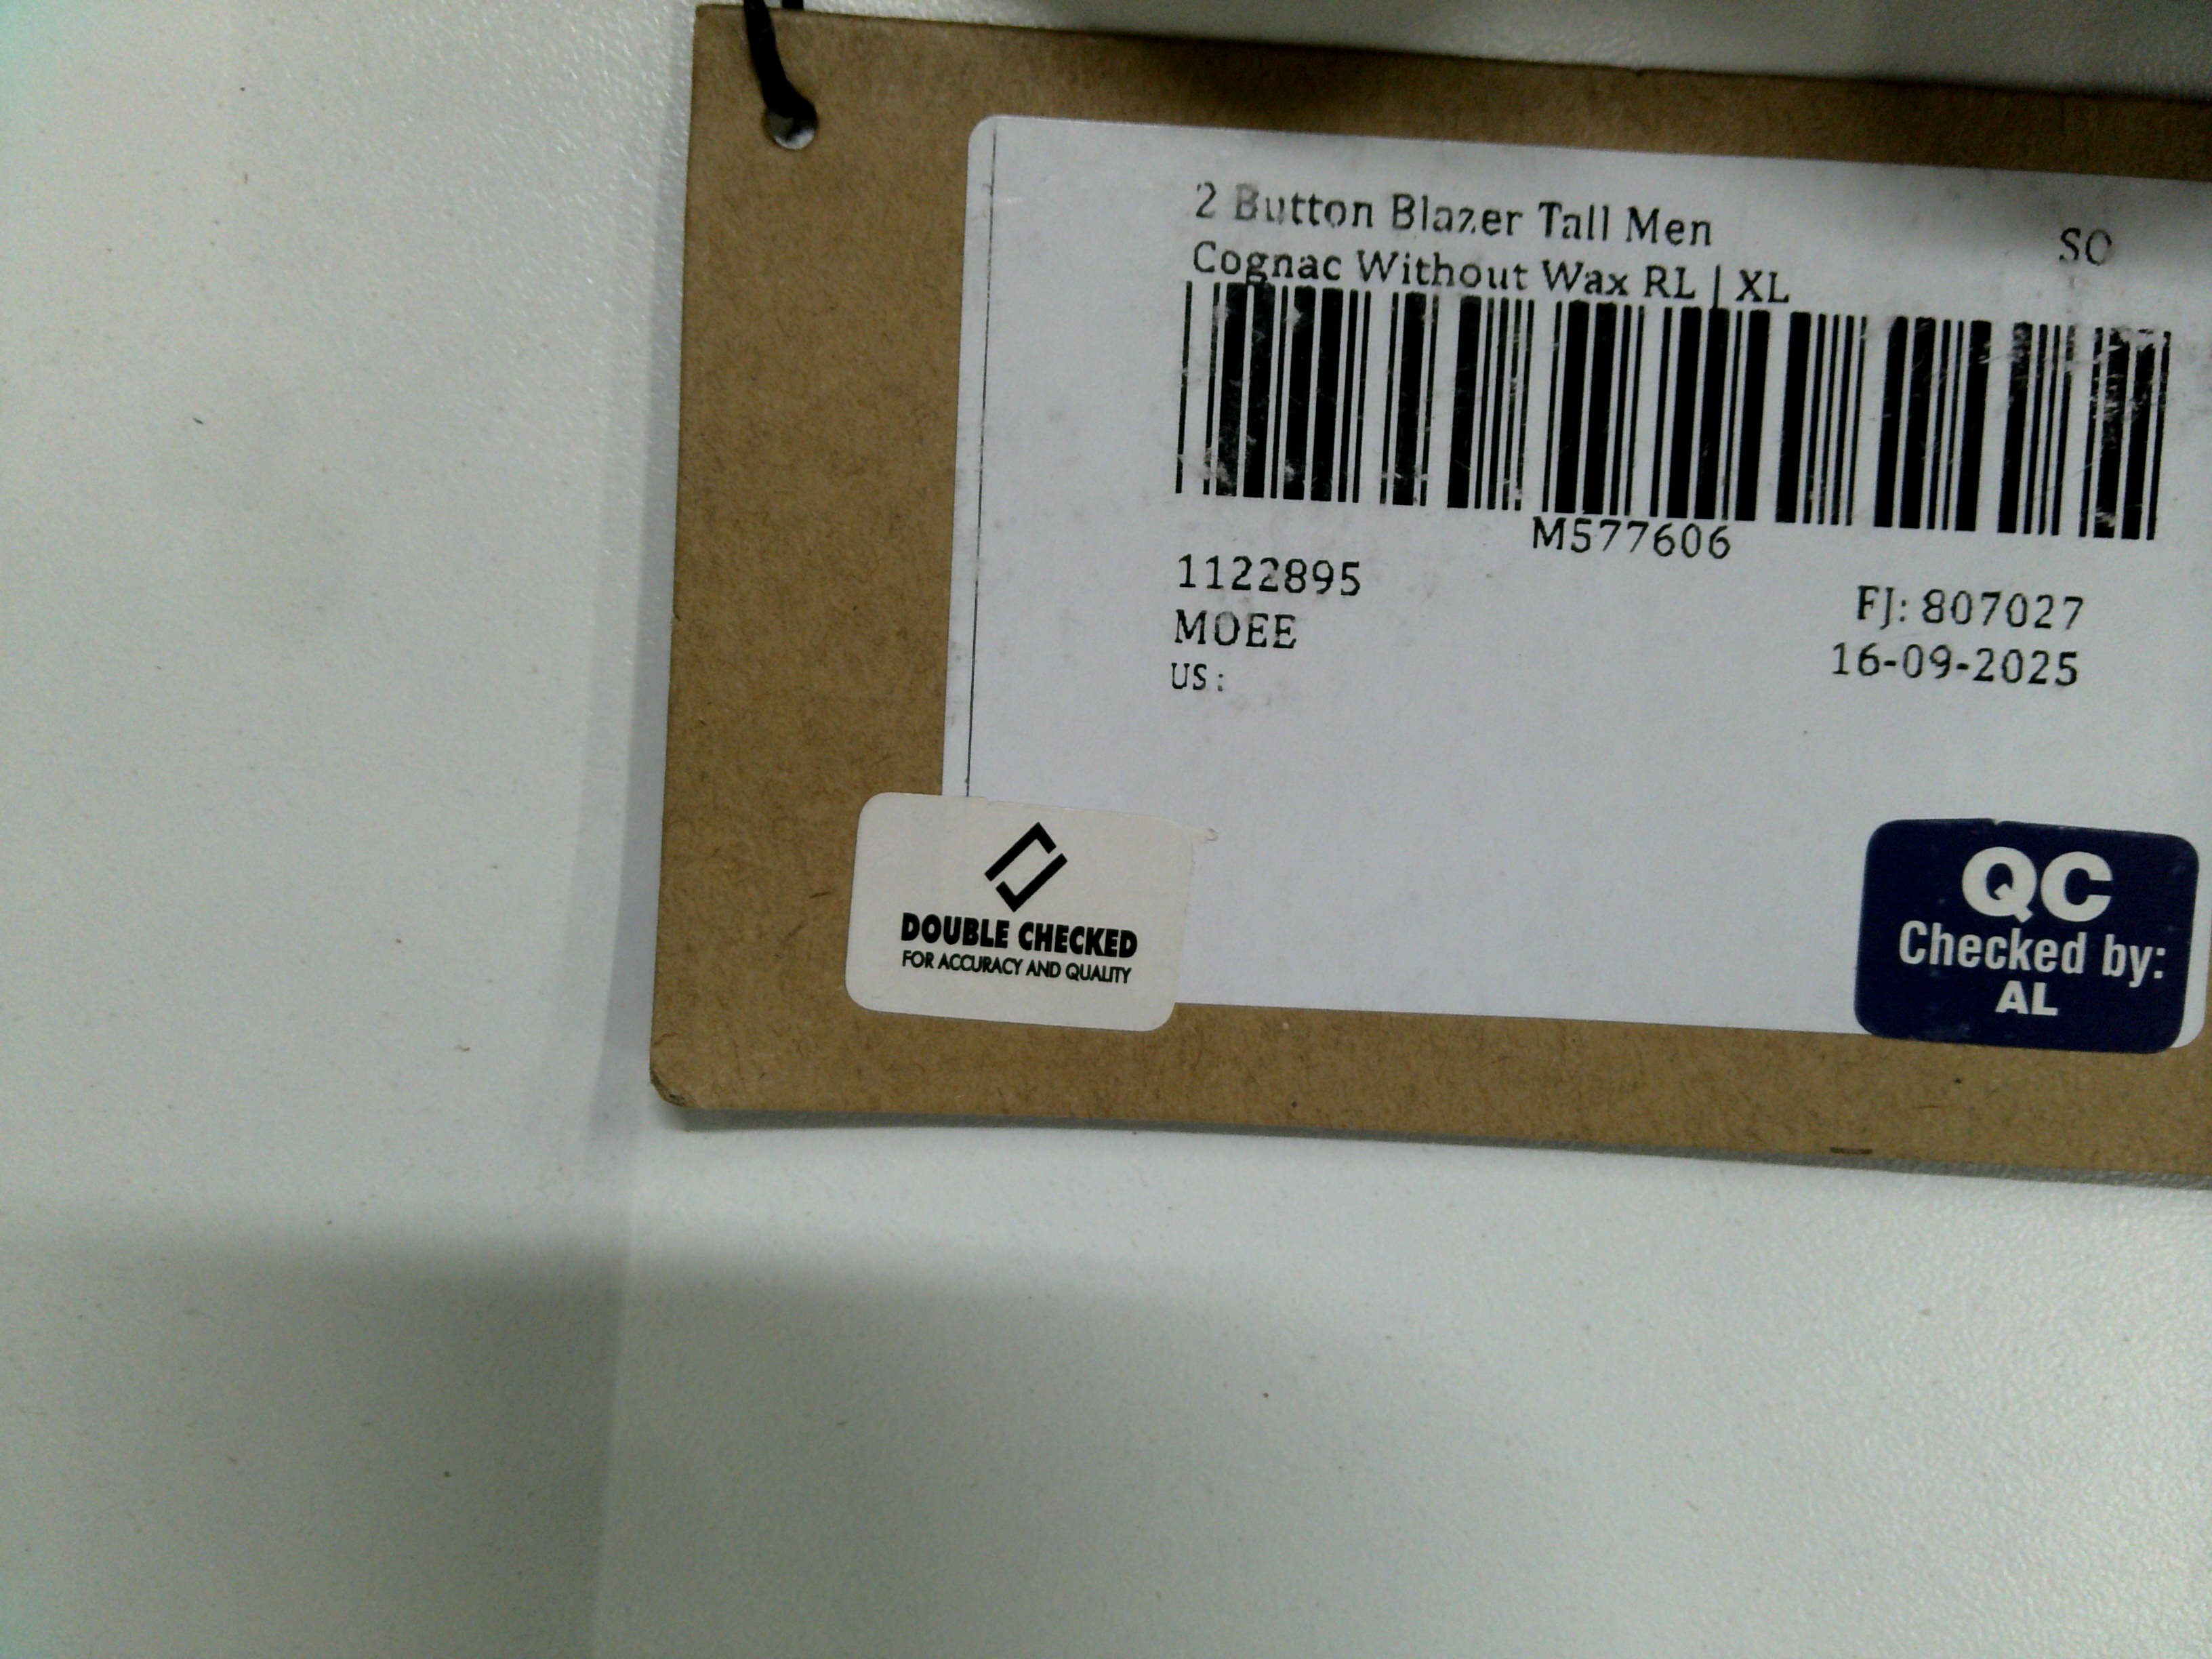 2 Button Blazer Tall Men
SO
Cognac Without Wax RL | XL
M577606
1122895
FJ: 807027
MOEE
16-09-2025
US :
DOUBLE CHECKED
FOR ACCURACY AND QUALITY
QC
Checked by:
AL